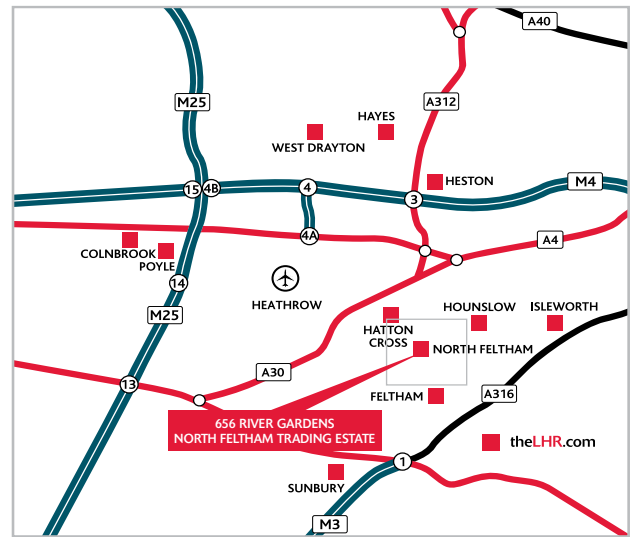 A40
M25
A312
HAYES
WEST DRAYTON
HESTON
M4
15
4B
4
3
A4
4A
COLNBROOK
POYLE
14
HEATHROW
M25
HATTON
CROSS
HOUNSLOW
ISLEWORTH
NORTH FELTHAM
A30
13
FELTHAM
A316
656 RIVER GARDENS
NORTH FELTHAM TRADING ESTATE
theLHR.com
1
SUNBURY
M3